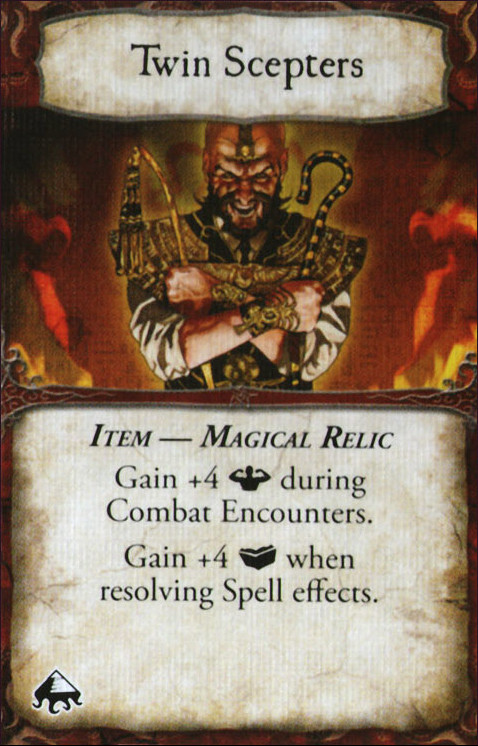 Twin Scepters
Item — Magical Relic
Gain +4 during
Combat Encounters.
Gain +4 when
resolving Spell effects.